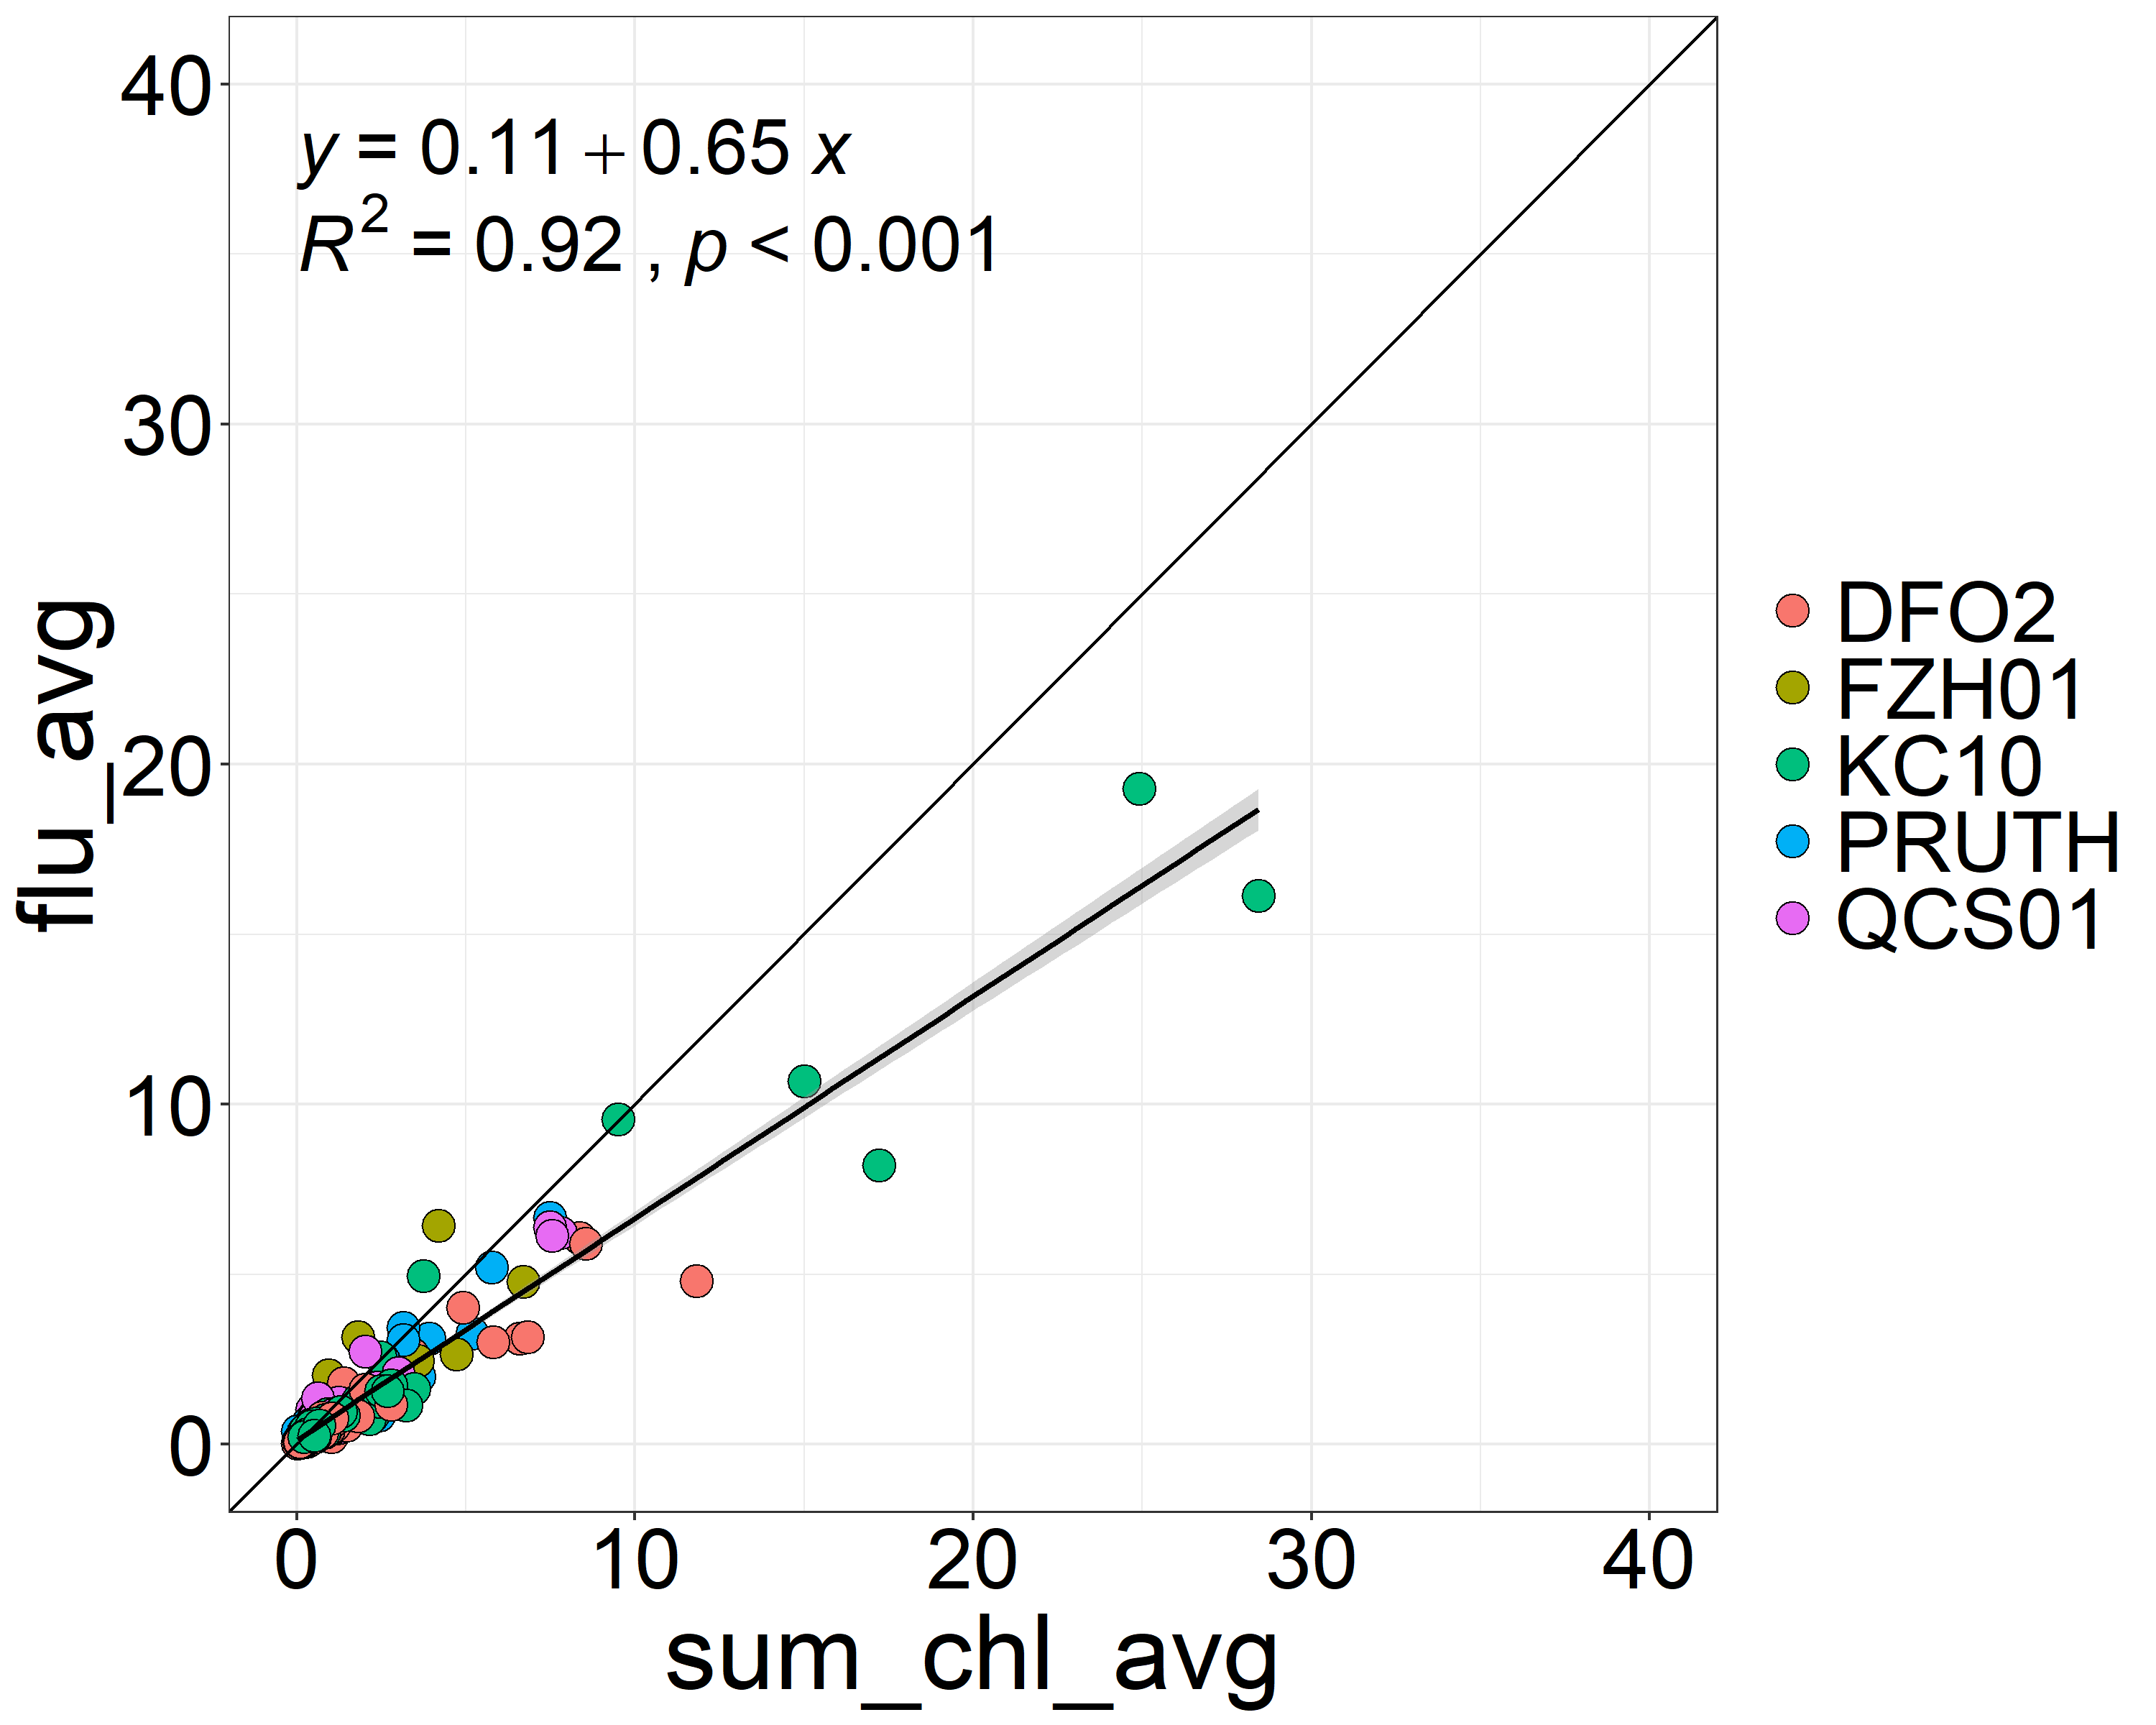 y = 0.11 + 0.65 x
R² = 0.92 , p < 0.001
40
30
20
10
0
flu_avg
0 10 20 30 40
sum_chl_avg
DFO2
FZH01
KC10
PRUTH
QCS01